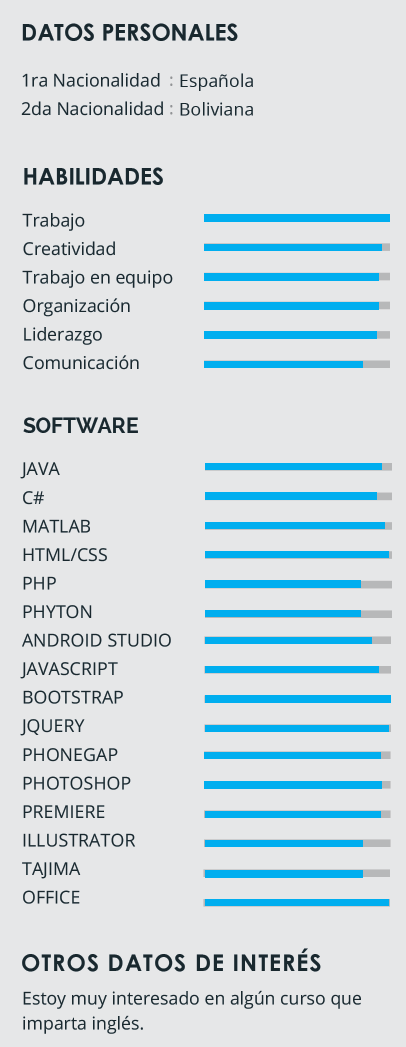 DATOS PERSONALES
1ra Nacionalidad : Española
2da Nacionalidad : Boliviana
HABILIDADES
Trabajo
Creatividad
Trabajo en equipo
Organización
Liderazgo
Comunicación
SOFTWARE
JAVA
C#
MATLAB
HTML/CSS
PHP
PHYTON
ANDROID STUDIO
JAVASCRIPT
BOOTSTRAP
JQUERY
PHONEGAP
PHOTOSHOP
PREMIERE
ILLUSTRATOR
TAJIMA
OFFICE
OTROS DATOS DE INTERÉS
Estoy muy interesado en algún curso que
imparta inglés.